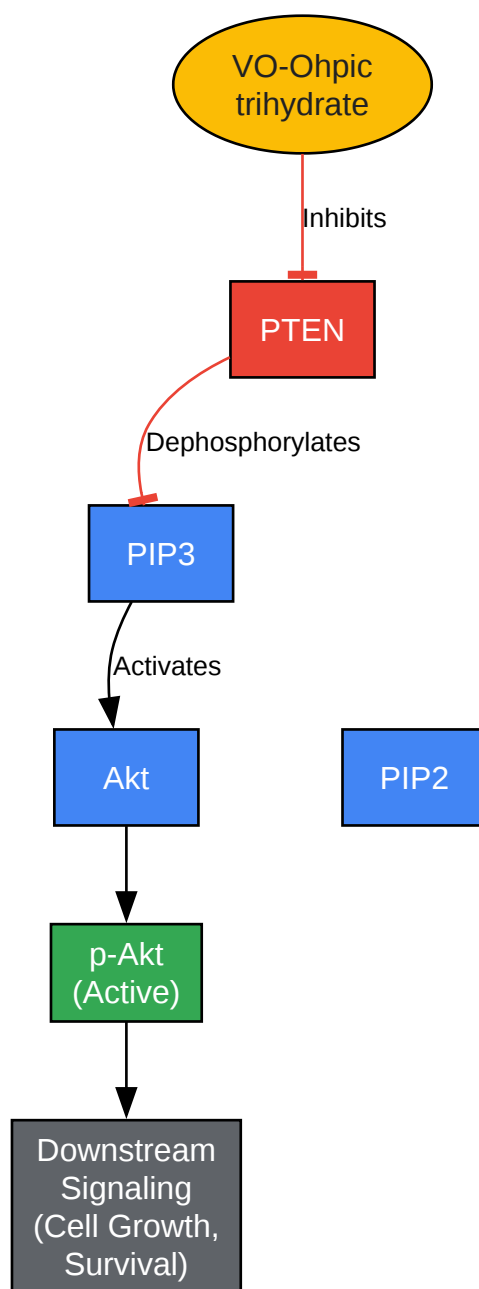 VO-Ohpic
trihydrate
Inhibits
PTEN
Dephosphorylates
PIP3
Activates
Akt
PIP2
p-Akt
(Active)
Downstream
Signaling
(Cell Growth,
Survival)